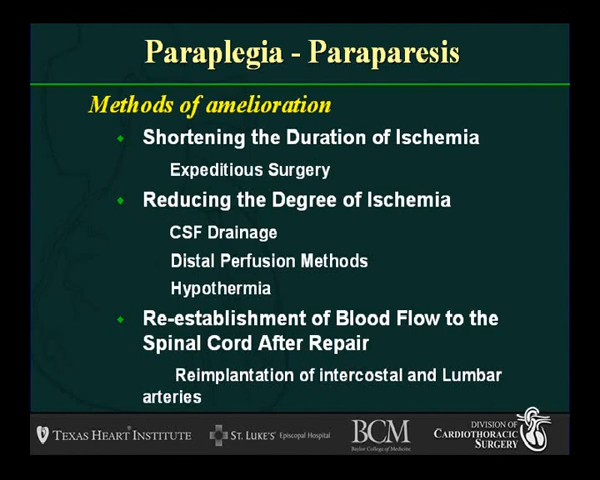 Paraplegia - Paraparesis
Methods of amelioration
Shortening the Duration of Ischemia
Expeditious Surgery
Reducing the Degree of Ischemia
CSF Drainage
Distal Perfusion Methods
Hypothermia
Re-establishment of Blood Flow to the
Spinal Cord After Repair
Reimplantation of intercostal and Lumbar
arteries
TEXAS HEART INSTITUTE
ST. LUKE'S Episcopal Hospital
BCM
Baylor College of Medicine
DIVISION OF
CARDIOTHORACIC
SURGERY